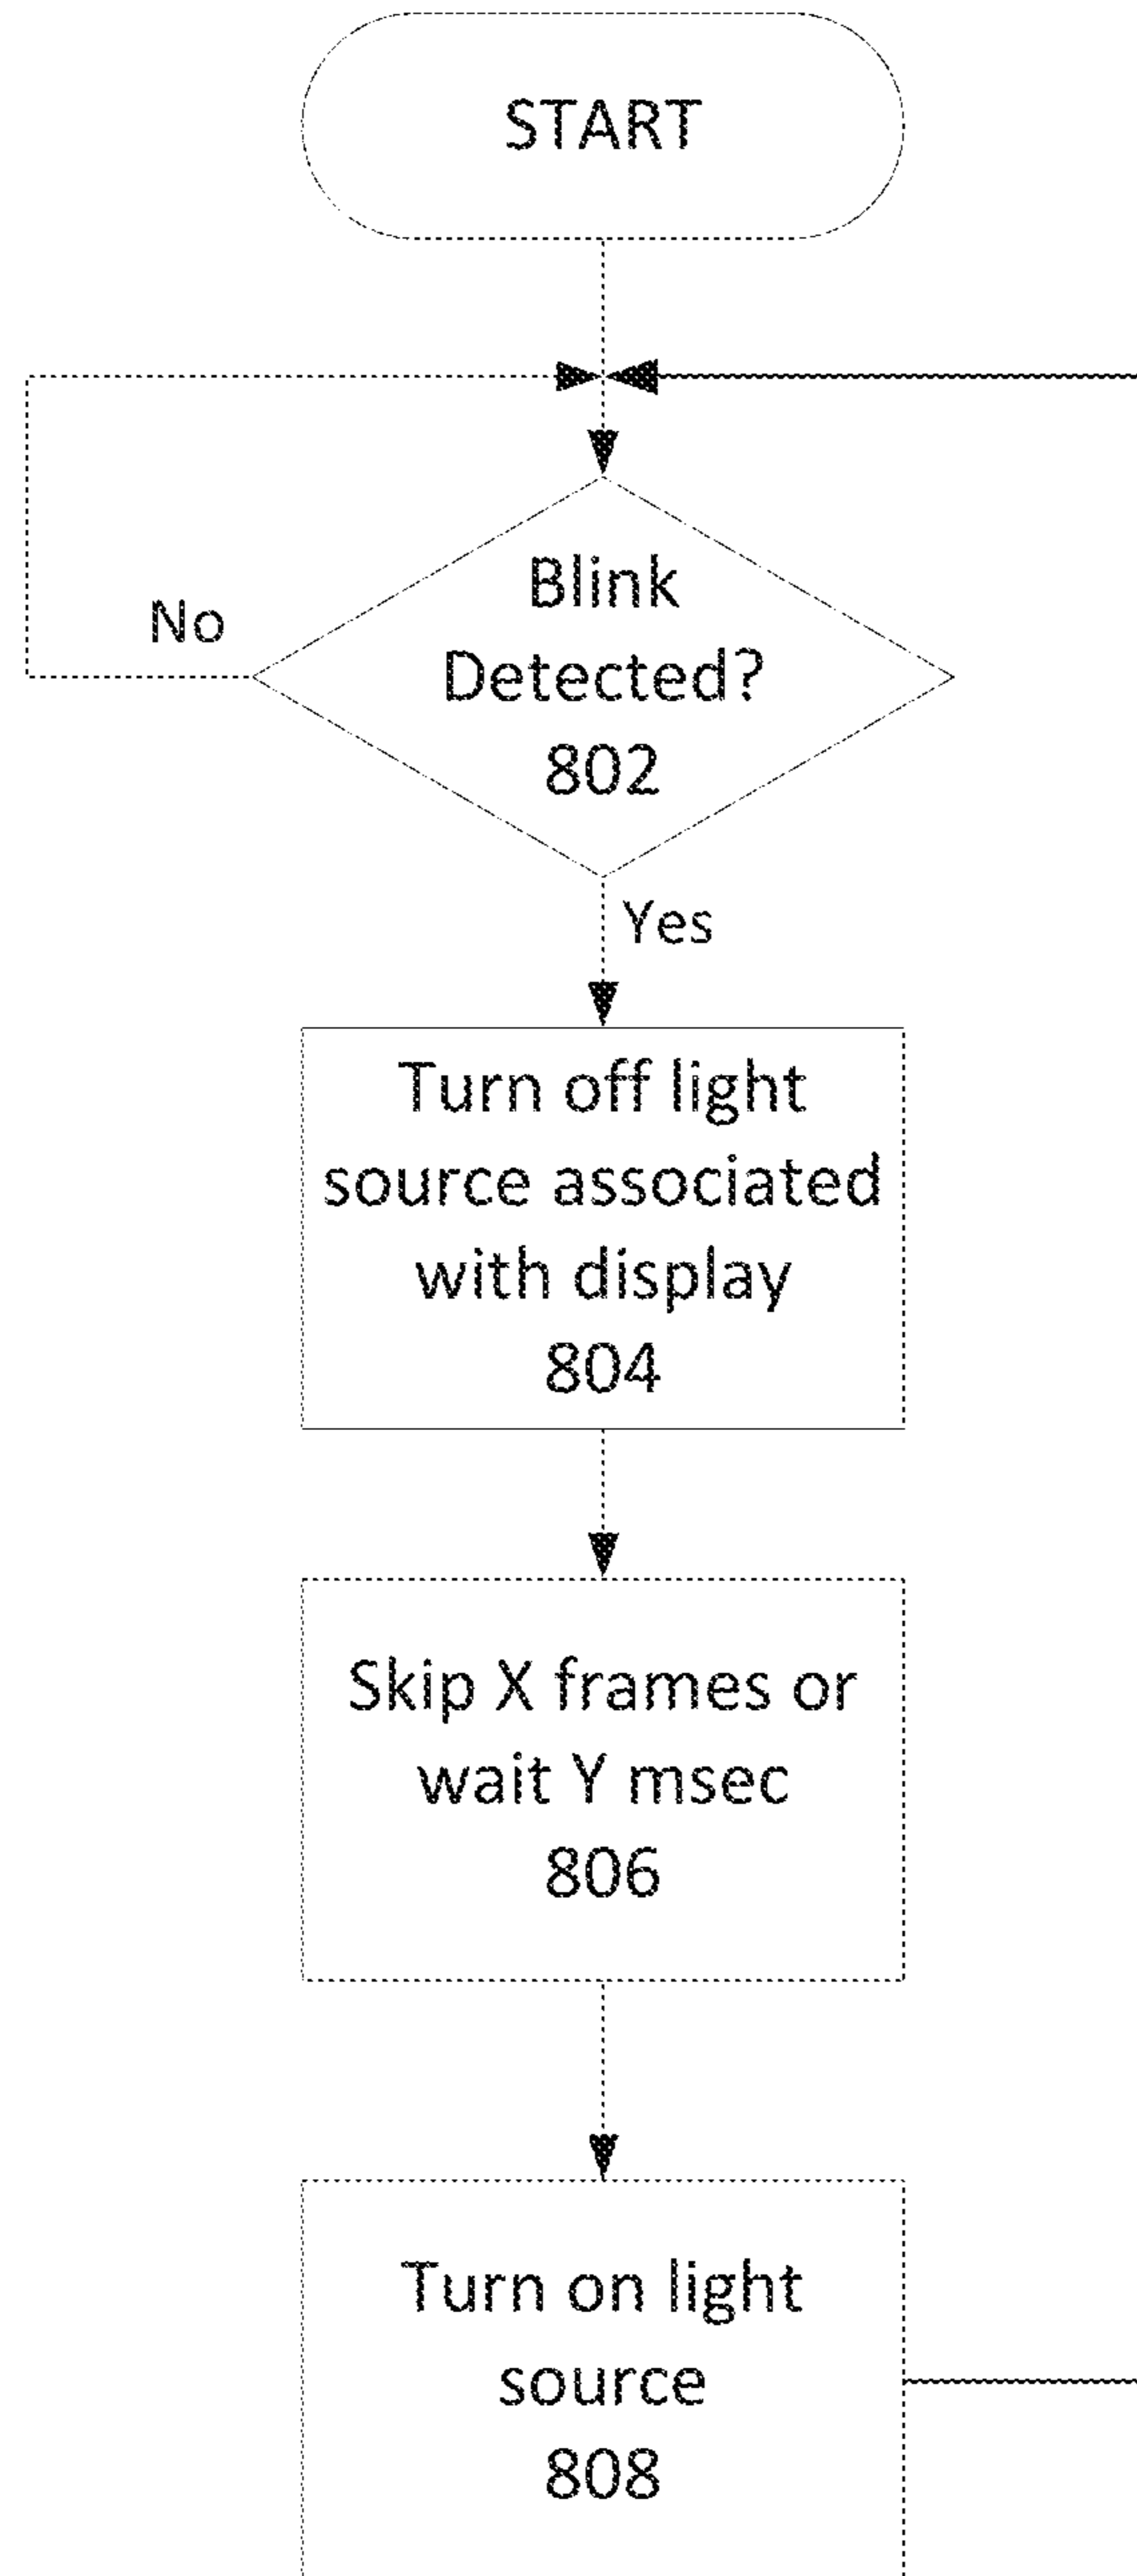 START
Blink
No
Detected?
802
Yes
Turn off light
source associated
with display
804
Skip X frames or
wait Y msec
806
Turn on light
source
808